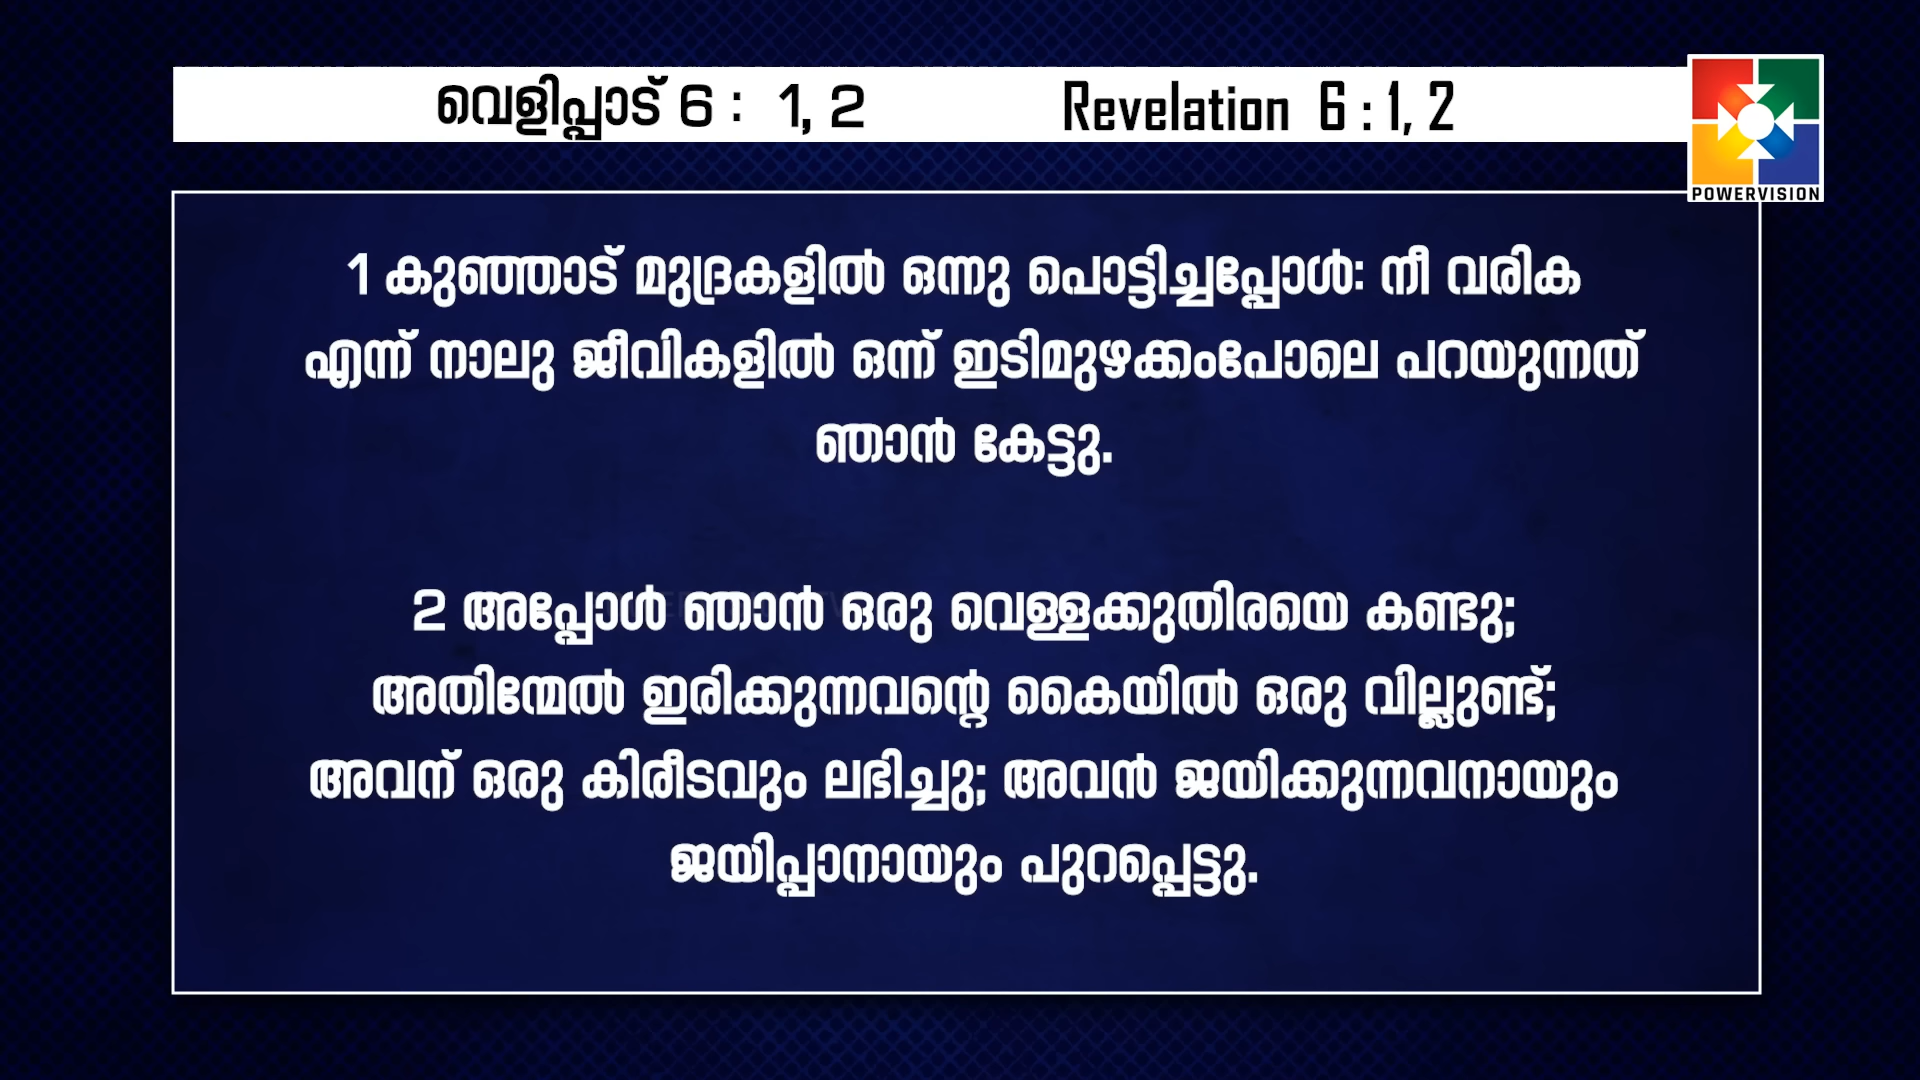 വെളിപ്പാട് 6 : 1, 2 Revelation 6 : 1, 2
POWERVISION
1 കുഞ്ഞാട് മുദ്രകളിൽ ഒന്നു പൊട്ടിച്ചപ്പോൾ: നീ വരിക
എന്ന് നാലു ജീവികളിൽ ഒന്ന് ഇടിമുഴക്കംപോലെ പറയുന്നത്
ഞാൻ കേട്ടു.
2 അപ്പോൾ ഞാൻ ഒരു വെള്ളക്കുതിരയെ കണ്ടു;
അതിന്മേൽ ഇരിക്കുന്നവന്റെ കൈയിൽ ഒരു വില്ലുണ്ട്;
അവന് ഒരു കിരീടവും ലഭിച്ചു; അവൻ ജയിക്കുന്നവനായും
ജയിപ്പാനായും പുറപ്പെട്ടു.